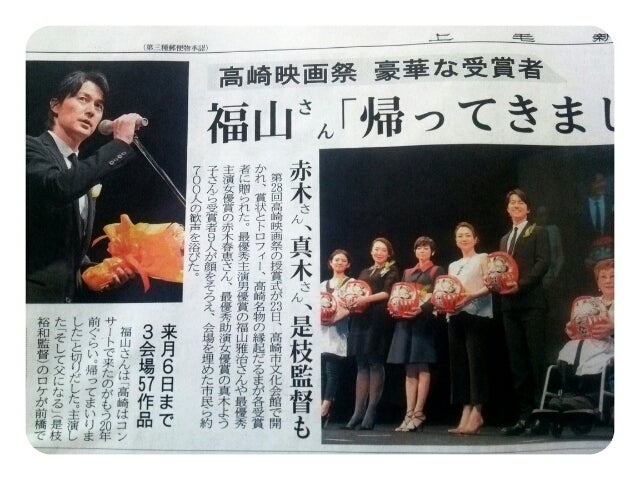 （第三種郵便物承認）
上毛新
高崎映画祭 豪華な受賞者
福山さん「帰ってきまし
赤木さん、真木さん、是枝監督も
第28回高崎映画祭の授賞式が23日、高崎市文化会館で開
かれ、賞状とトロフィー、高崎名物の縁起だるまが各受賞
者に贈られた。最優秀主演男優賞の福山雅治さんや最優秀
主演女優賞の赤木春恵さん、最優秀助演女優賞の真木よう
子さんら受賞者９人が顔をそろえ、会場を埋めた市民ら約
７００人の歓声を浴びた。
来月６日まで
３会場57作品
福山さんは「高崎はコン
サートで来たのがもう20年
前ぐらい。帰ってまいりま
した」と切りだした。主演し
た「そして父になる」（是枝
裕和監督）のロケが前橋で